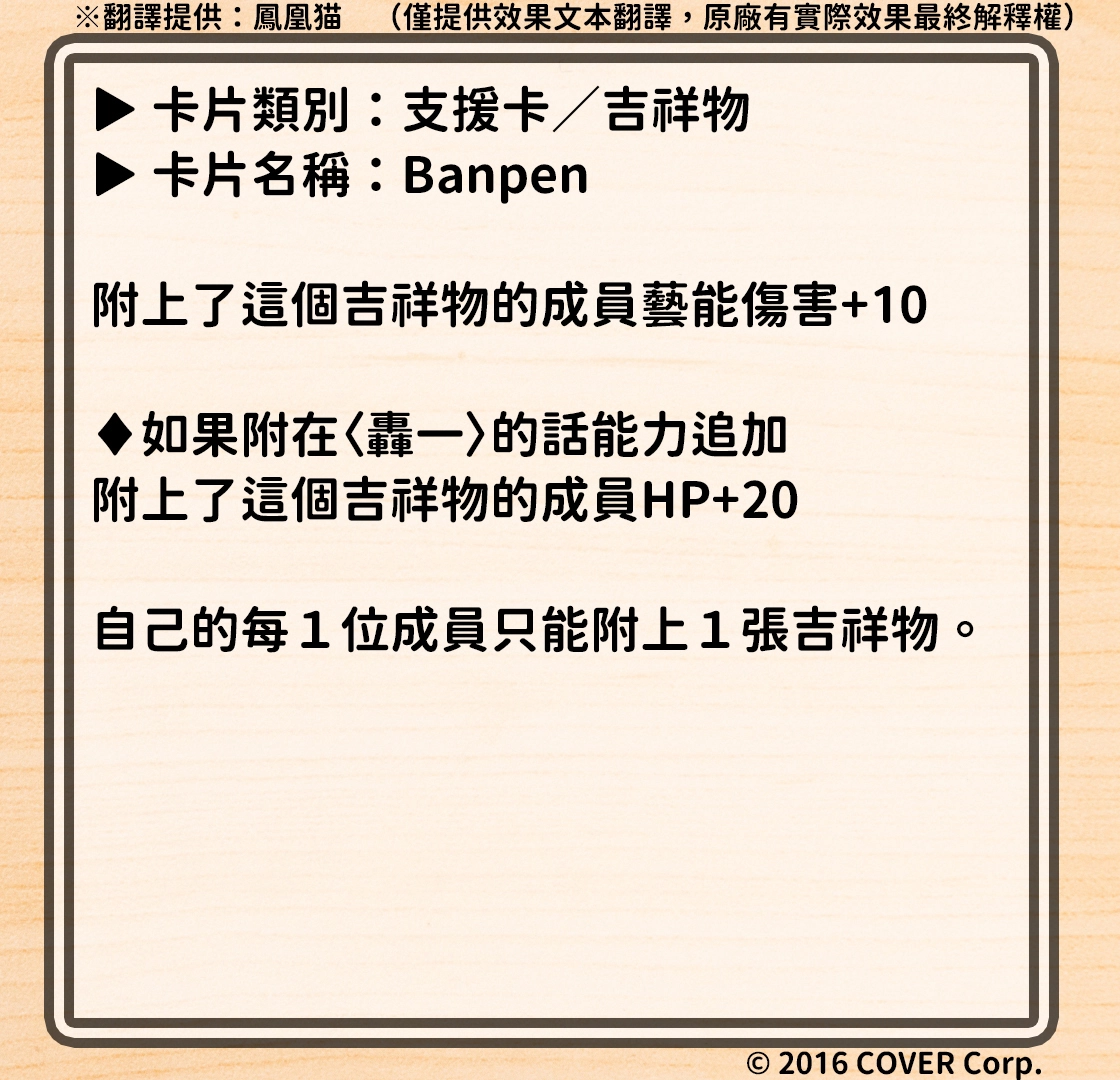 ※翻譯提供：鳳凰猫　（僅提供效果文本翻譯，原廠有實際效果最終解釋權）
▶ 卡片類別：支援卡／吉祥物
▶ 卡片名稱：Banpen
附上了這個吉祥物的成員藝能傷害+10
♦如果附在〈轟一〉的話能力追加
附上了這個吉祥物的成員HP+20
自己的每１位成員只能附上１張吉祥物。
© 2016 COVER Corp.